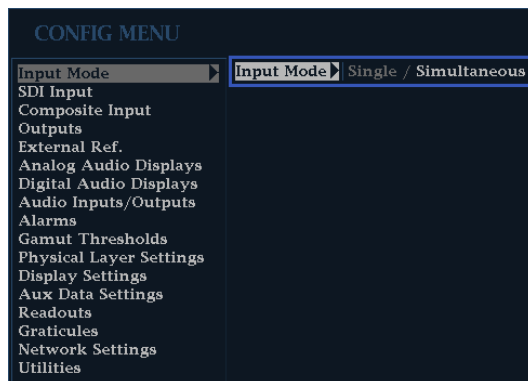 CONFIG MENU
Input Mode
SDI Input
Composite Input
Outputs
External Ref.
Analog Audio Displays
Digital Audio Displays
Audio Inputs/Outputs
Alarms
Gamut Thresholds
Physical Layer Settings
Display Settings
Aux Data Settings
Readouts
Graticules
Network Settings
Utilities
Input Mode Single / Simultaneous